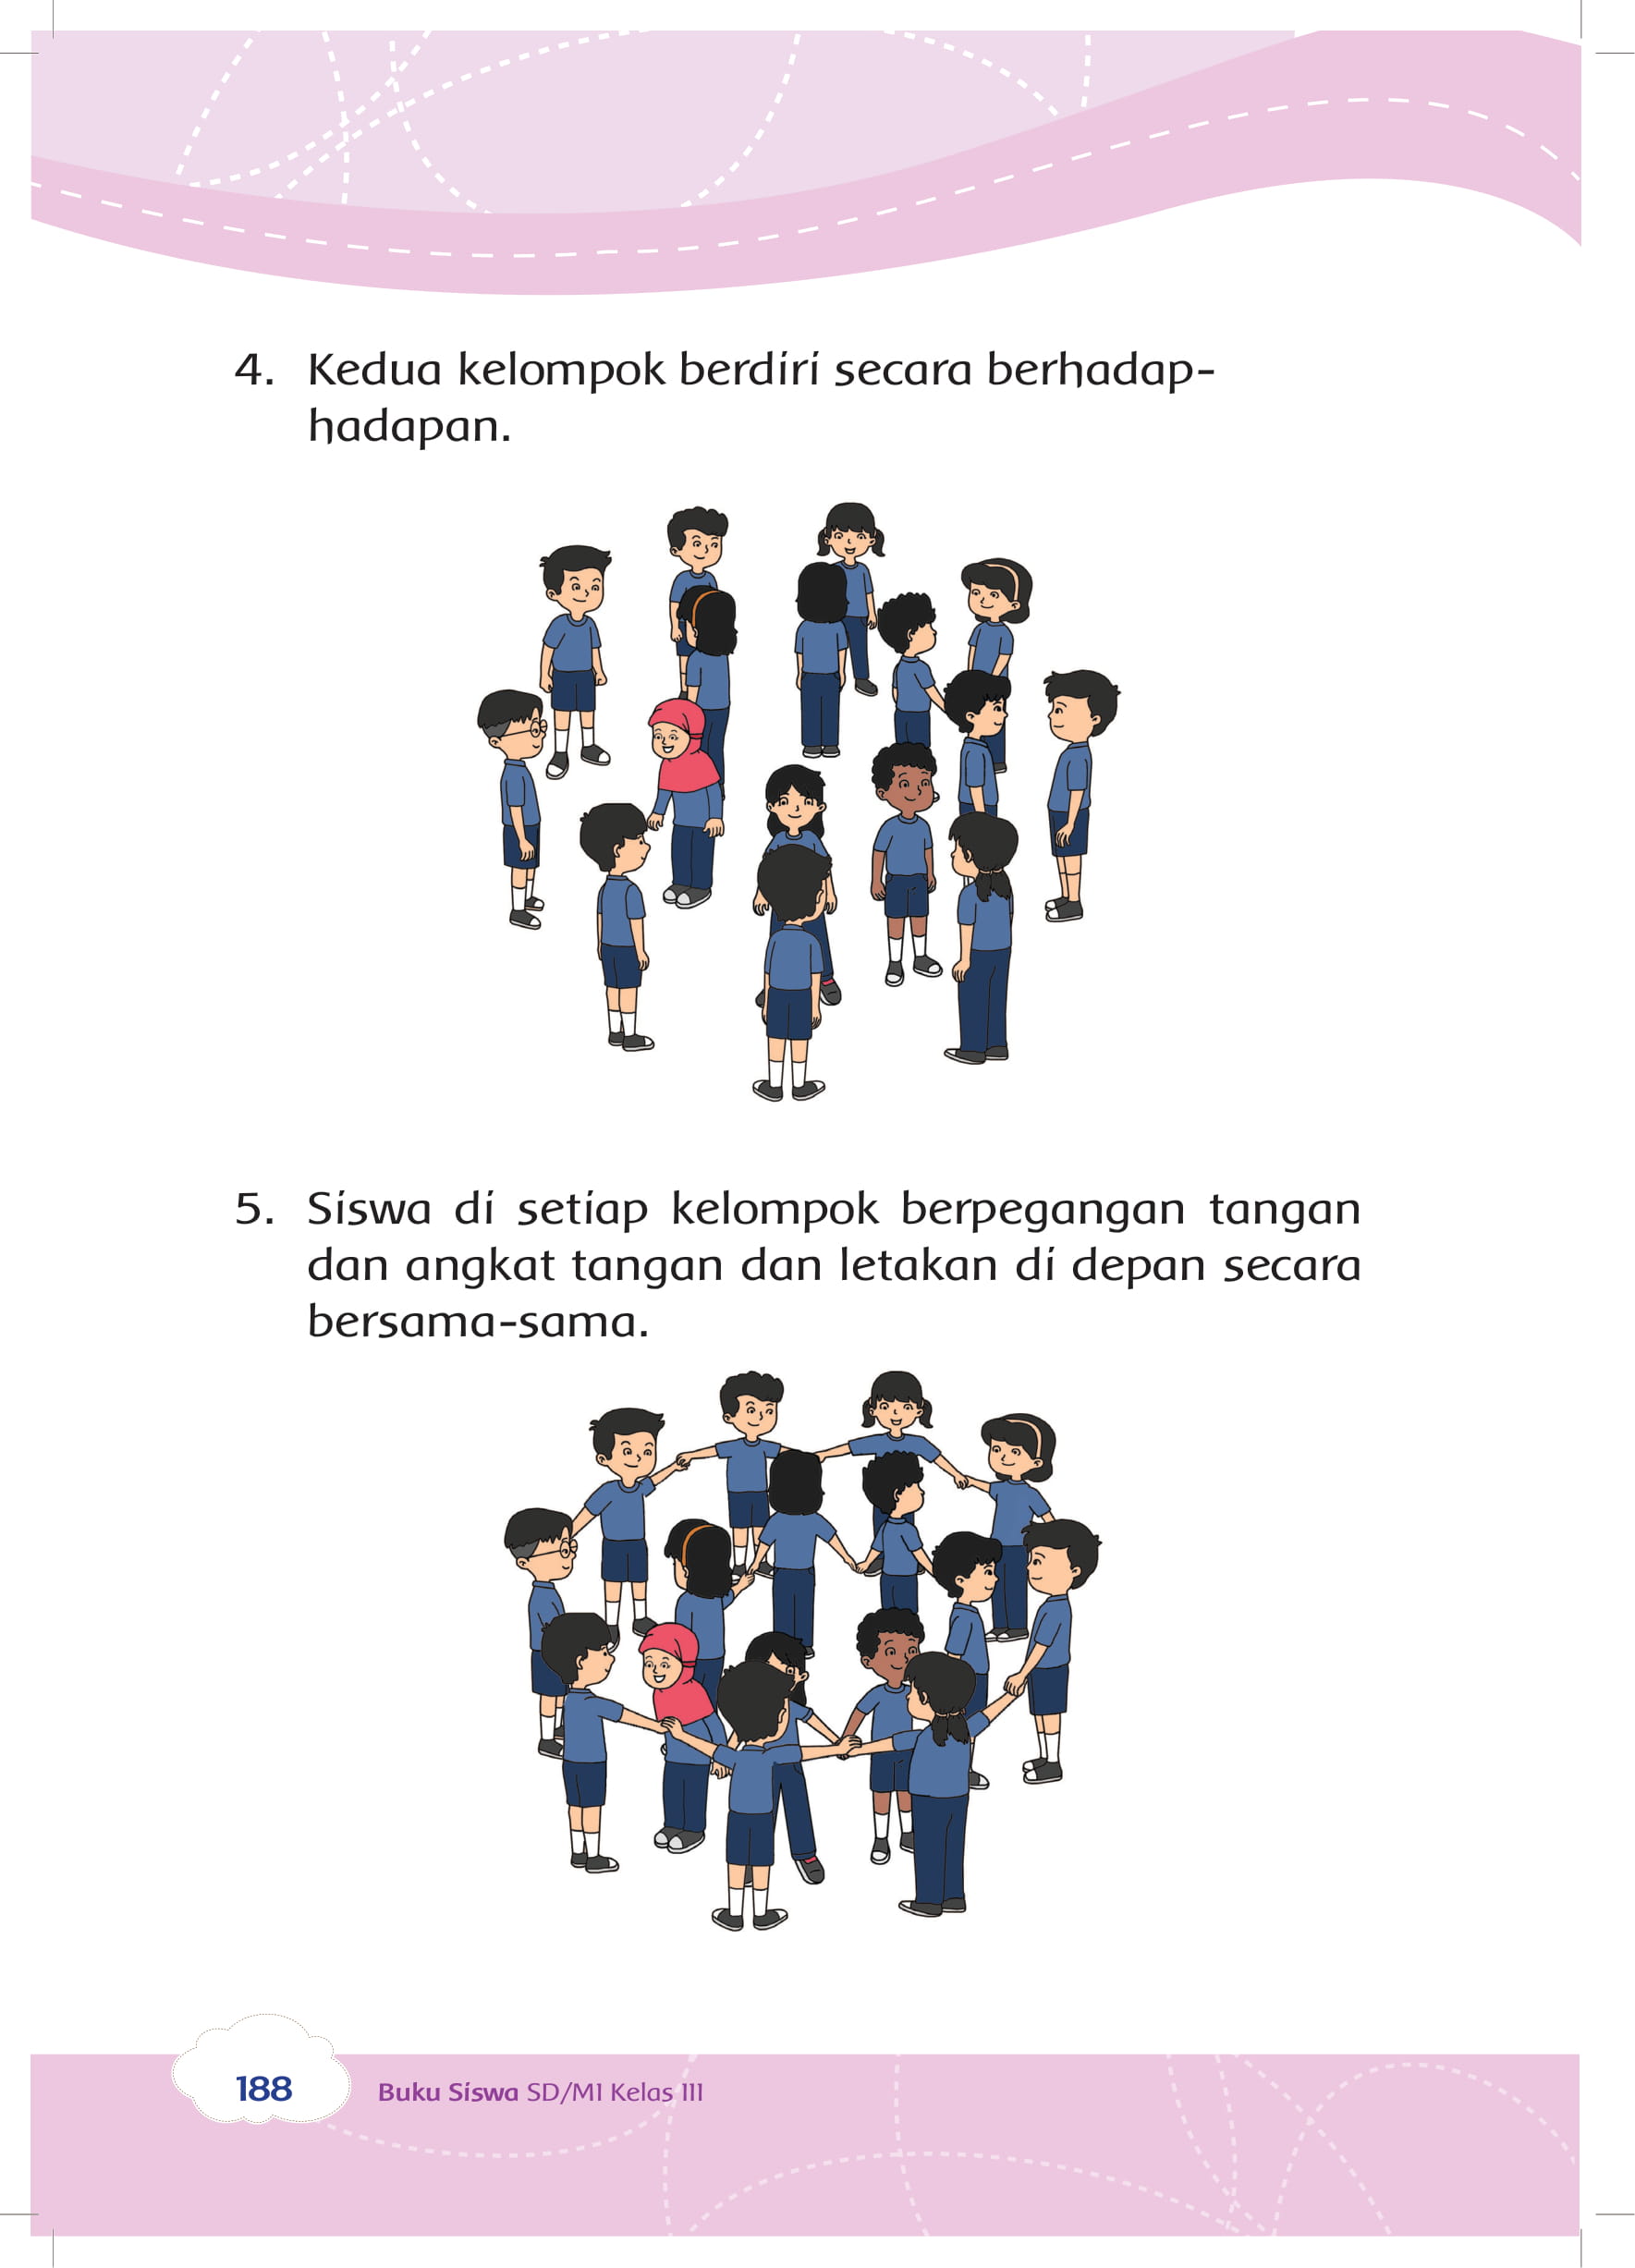 4. Kedua kelompok berdiri secara berhadap-
hadapan.
5. Siswa di setiap kelompok berpegangan tangan
dan angkat tangan dan letakan di depan secara
bersama-sama.
188 Buku Siswa SD/MI Kelas III